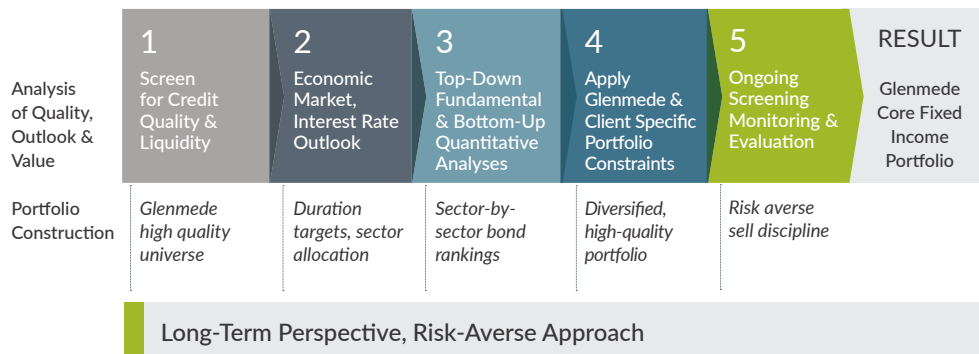 Analysis
of Quality,
Outlook &
Value
1
Screen
for Credit
Quality &
Liquidity
2
Economic
Market,
Interest Rate
Outlook
3
Top-Down
Fundamental
& Bottom-Up
Quantitative
Analyses
4
Apply
Glenmede &
Client Specific
Portfolio
Constraints
5
Ongoing
Screening
Monitoring &
Evaluation
RESULT
Glenmede
Core Fixed
Income
Portfolio
Portfolio
Construction
Glenmede
high quality
universe
Duration
targets, sector
allocation
Sector-by-
sector bond
rankings
Diversified,
high-quality
portfolio
Risk averse
sell discipline
Long-Term Perspective, Risk-Averse Approach